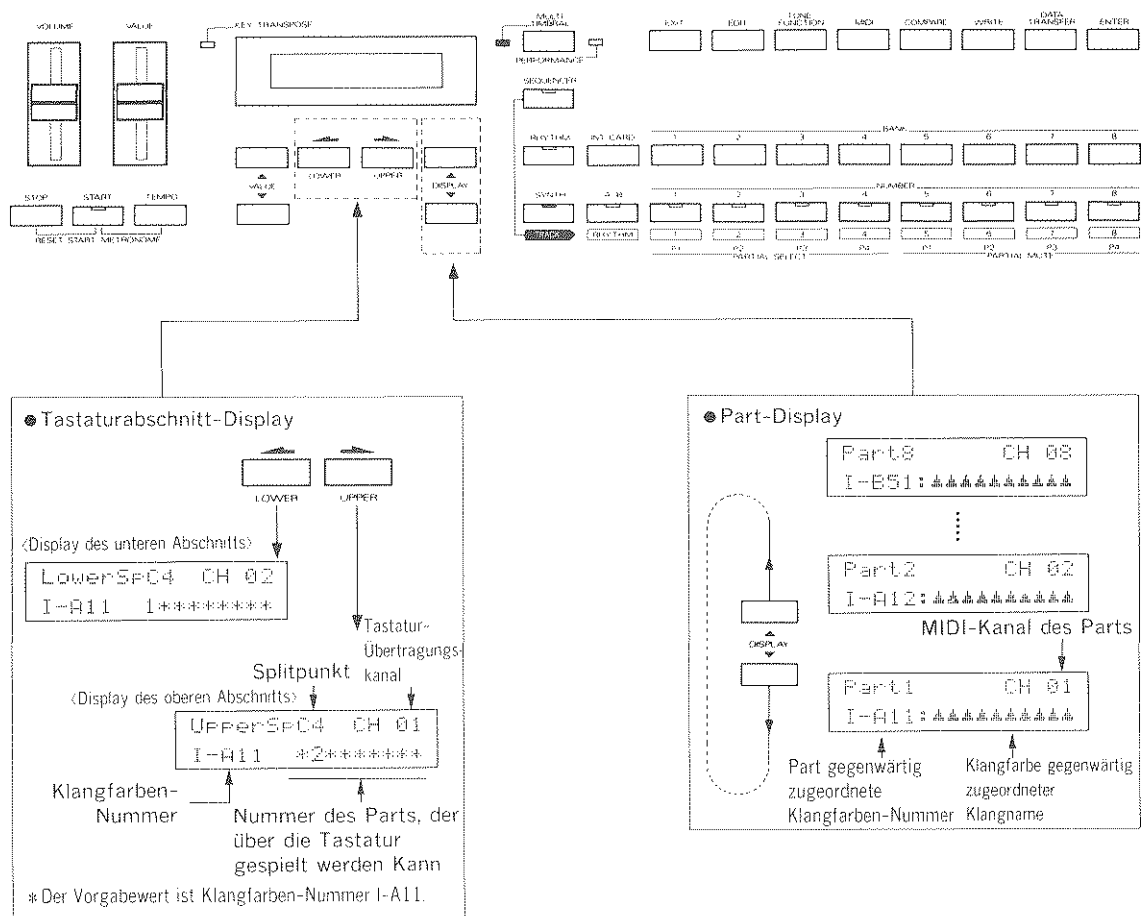 VOLUME VALUE KEY TRANSPOSE MULTI TIMBRAL EXIT EDIT TUNE FUNCTION MIDI COMPARE WRITE DATA TRANSFER ENTER
PERFORMANCE
SEQUENCER
BANK
RHYTHM INT CARD 1 2 3 4 5 6 7 8
VALUE LOWER UPPER DISPLAY
NUMBER
SYNTH A B 1 2 3 4 5 6 7 8
STOP START TEMPO
RESET START METRONOME
RHYTHM 1 2 3 4 5 6 7 8
P1 P2 P3 P4 P1 P2 P3 P4
PARTIAL SELECT PARTIAL MUTE
● Tastaturabschnitt-Display
LOWER UPPER
<Display des unteren Abschnitts>
LowerSpC4 CH 02
I-A11 1********
Tastatur-
Übertragungs-
kanal
Splitpunkt
<Display des oberen Abschnitts>
UpperSpC4 CH 01
I-A11 *2*******
Klangfarben-
Nummer
Nummer des Parts, der
über die Tastatur
gespielt werden Kann
* Der Vorgabewert ist Klangfarben-Nummer I-A11.
● Part-Display
Part8 CH 08
I-BS1:
Part2 CH 02
I-A12:
DISPLAY
MIDI-Kanal des Parts
Part1 CH 01
I-A11:
Part gegenwärtig
zugeordnete
Klangfarben-Nummer
Klangfarbe gegenwärtig
zugeordneter
Klangname